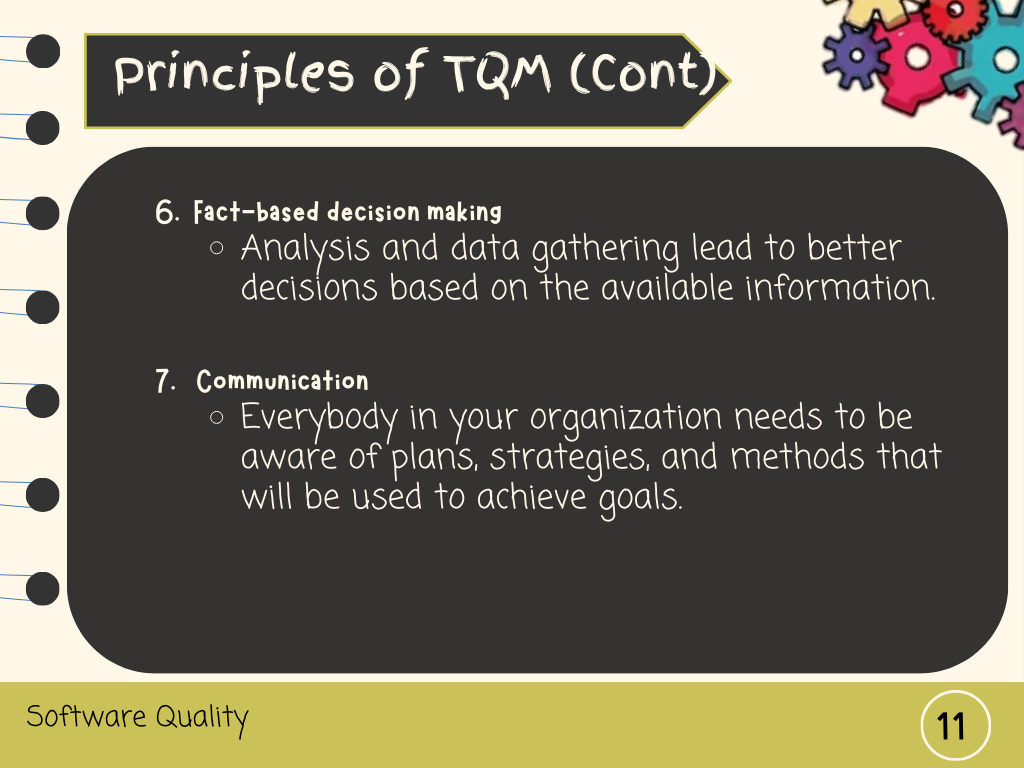 Principles of TQM (Cont)
6. Fact-based decision making
○ Analysis and data gathering lead to better
decisions based on the available information.
7. Communication
○ Everybody in your organization needs to be
aware of plans, strategies, and methods that
will be used to achieve goals.
Software Quality
11